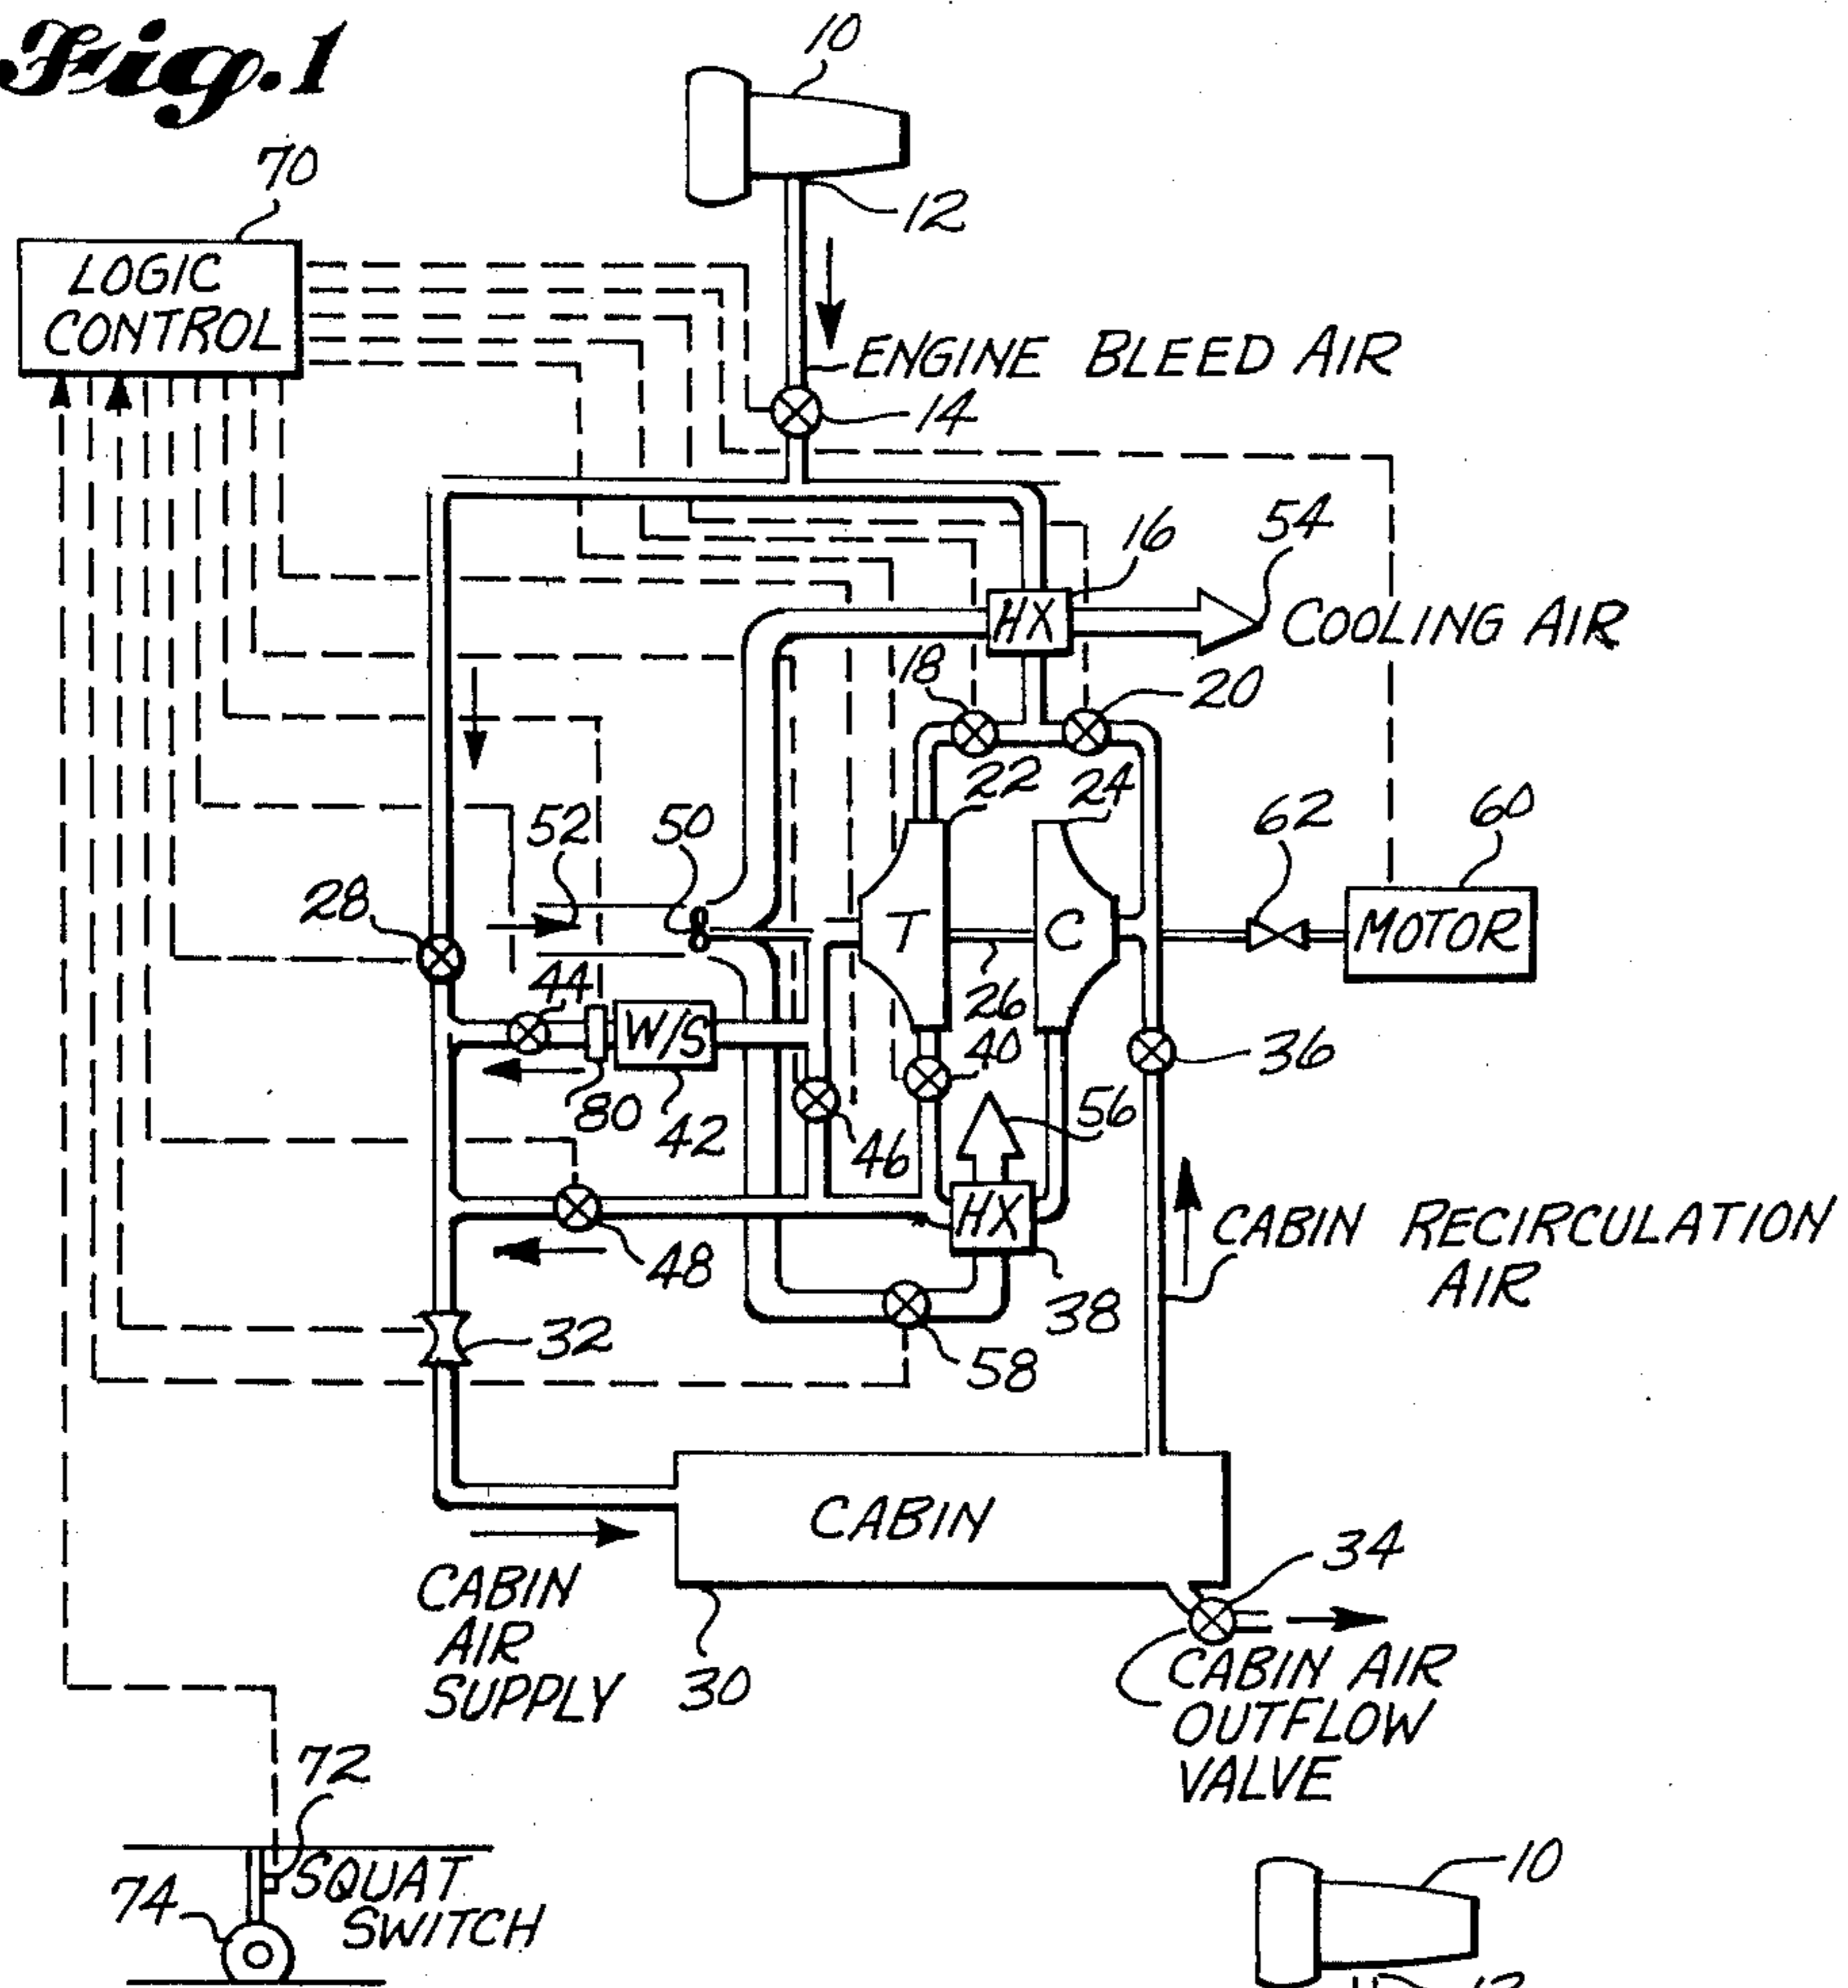 Fig.1
10
70
12
LOGIC
CONTROL
ENGINE BLEED AIR
14
16
54
HX
COOLING AIR
18
20
22
24
52
50
62
60
28
T
C
MOTOR
44
26
W/S
40
36
80
42
46
56
HX
CABIN RECIRCULATION
AIR
48
38
32
58
CABIN
34
CABIN
AIR
SUPPLY
30
CABIN AIR
OUTFLOW
VALVE
72
SQUAT
SWITCH
74
10